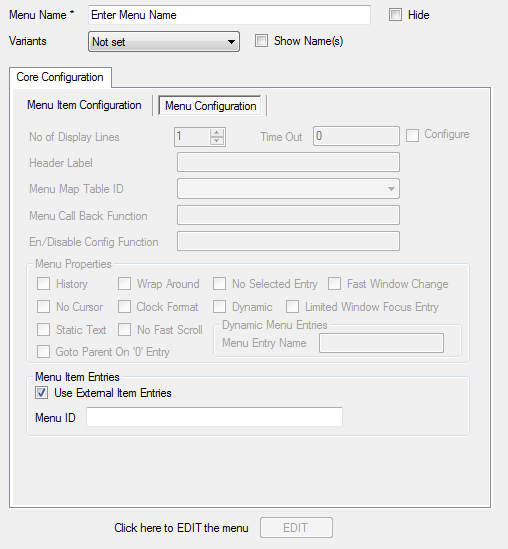 Menu Name * Enter Menu Name Hide
Variants Not set Show Name(s)
Core Configuration
Menu Item Configuration Menu Configuration
No of Display Lines 1 Time Out 0 Configure
Header Label
Menu Map Table ID
Menu Call Back Function
En/Disable Config Function
Menu Properties
History Wrap Around No Selected Entry Fast Window Change
No Cursor Clock Format Dynamic Limited Window Focus Entry
Static Text No Fast Scroll Dynamic Menu Entries
Menu Entry Name
Goto Parent On '0' Entry
Menu Item Entries
Use External Item Entries
Menu ID
Click here to EDIT the menu EDIT